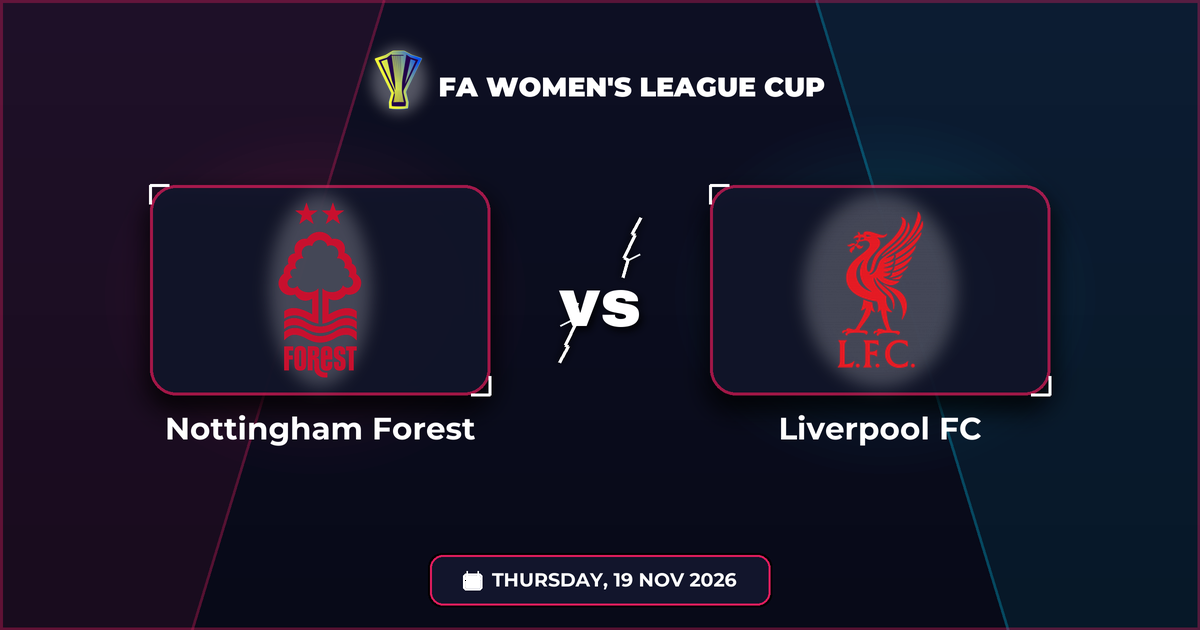 FA WOMEN'S LEAGUE CUP
FOREST
L.F.C.
VS
Nottingham Forest
Liverpool FC
THURSDAY, 19 NOV 2026